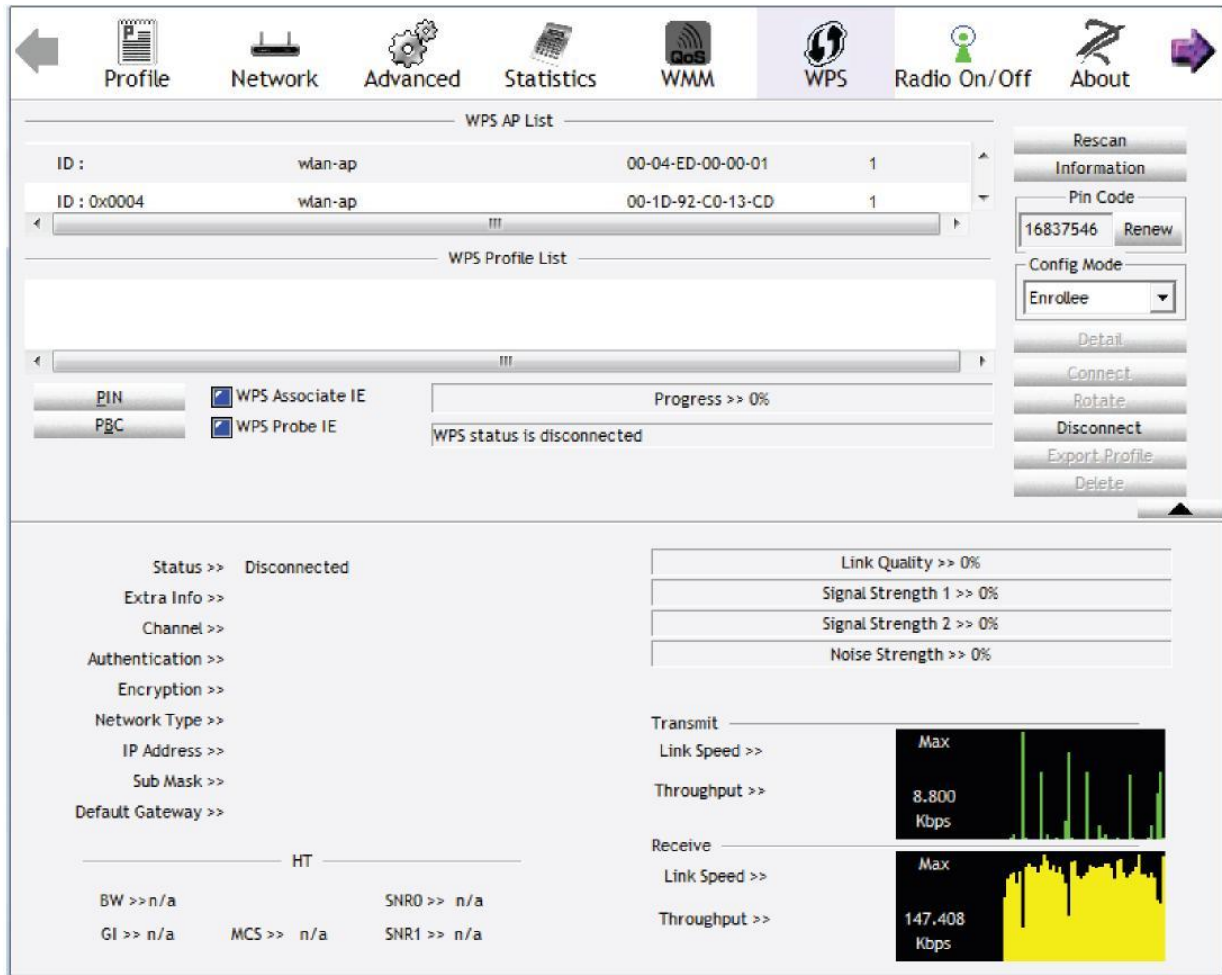 Profile Network Advanced Statistics QoS WMM WPS Radio On/Off About
WPS AP List
ID : wlan-ap 00-04-ED-00-00-01 1
ID : 0x0004 wlan-ap 00-1D-92-C0-13-CD 1
WPS Profile List
Rescan
Information
Pin Code
16837546 Renew
Config Mode
Enrollee
Detail
Connect
Rotate
Disconnect
Export Profile
Delete
PIN WPS Associate IE Progress >> 0%
PBC WPS Probe IE WPS status is disconnected
Status >> Disconnected
Extra Info >>
Channel >>
Authentication >>
Encryption >>
Network Type >>
IP Address >>
Sub Mask >>
Default Gateway >>
HT
BW >>n/a SNR0 >> n/a
GI >> n/a MCS >> n/a SNR1 >> n/a
Link Quality >> 0%
Signal Strength 1 >> 0%
Signal Strength 2 >> 0%
Noise Strength >> 0%
Transmit
Link Speed >> Max
Throughput >> 8.800
Kbps
Receive
Link Speed >> Max
Throughput >> 147.408
Kbps